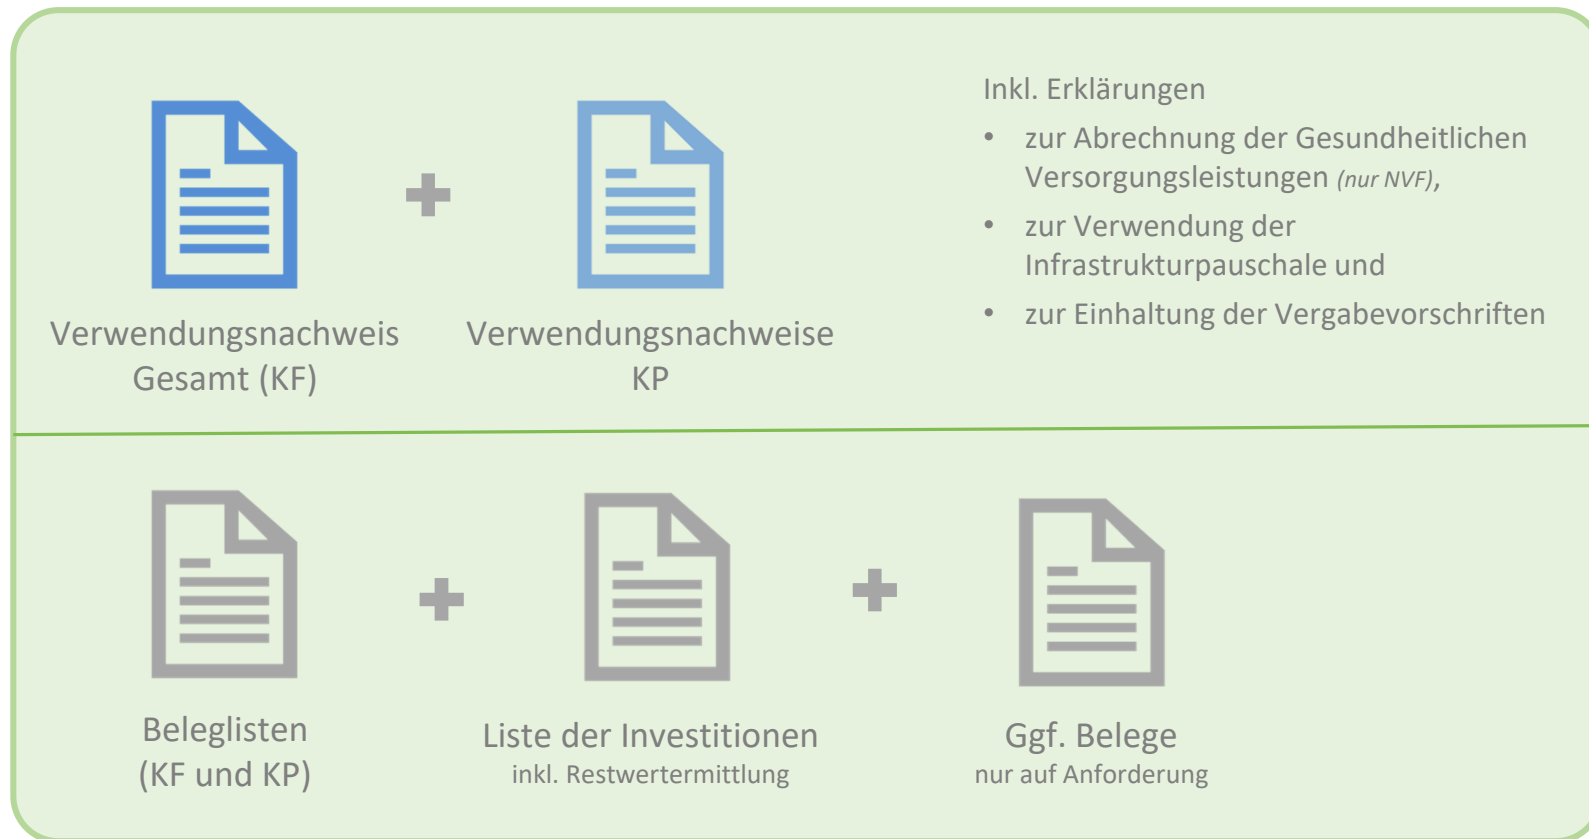 Verwendungsnachweis
Gesamt (KF)
Verwendungsnachweise
KP
Inkl. Erklärungen
• zur Abrechnung der Gesundheitlichen
Versorgungsleistungen (nur NVF),
• zur Verwendung der
Infrastrukturpauschale und
• zur Einhaltung der Vergabevorschriften
Beleglisten
(KF und KP)
Liste der Investitionen
inkl. Restwertermittlung
Ggf. Belege
nur auf Anforderung